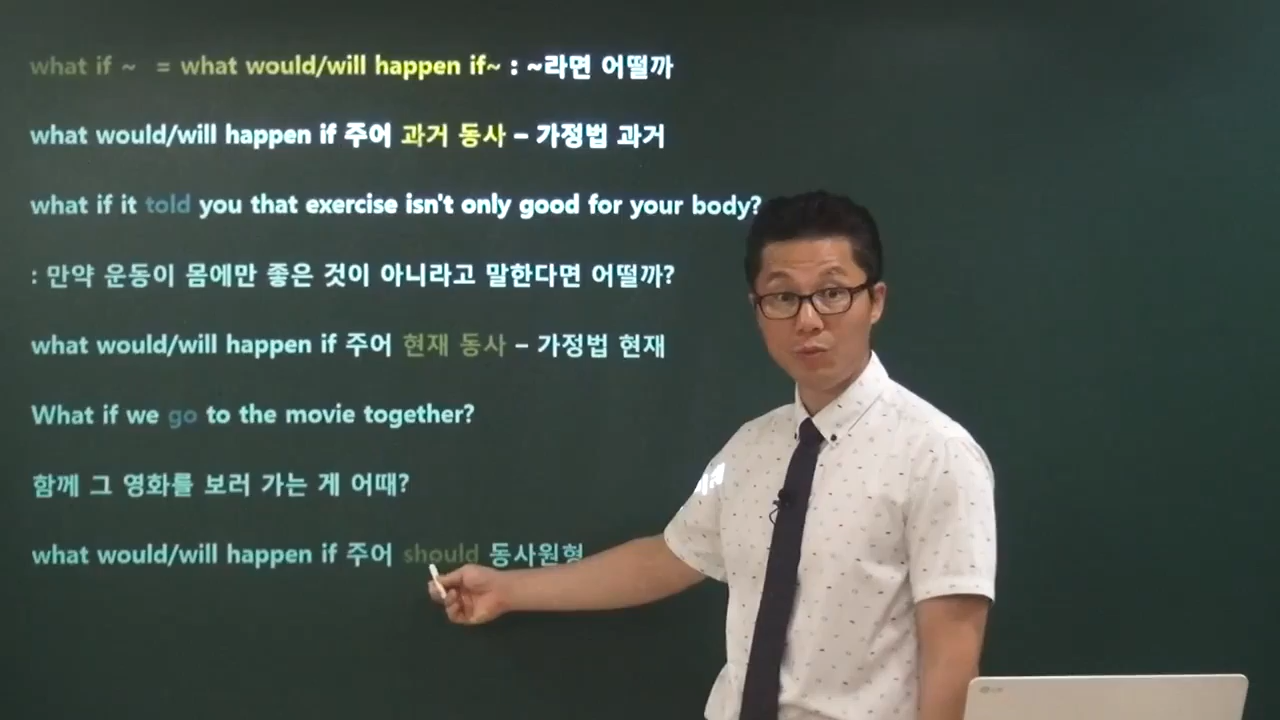 what if ~ = what would/will happen if~ : ~라면 어떨까
what would/will happen if 주어 과거 동사 – 가정법 과거
what if it told you that exercise isn't only good for your body?
: 만약 운동이 몸에만 좋은 것이 아니라고 말한다면 어떨까?
what would/will happen if 주어 현재 동사 – 가정법 현재
What if we go to the movie together?
함께 그 영화를 보러 가는 게 어때?
what would/will happen if 주어 should 동사원형
LG